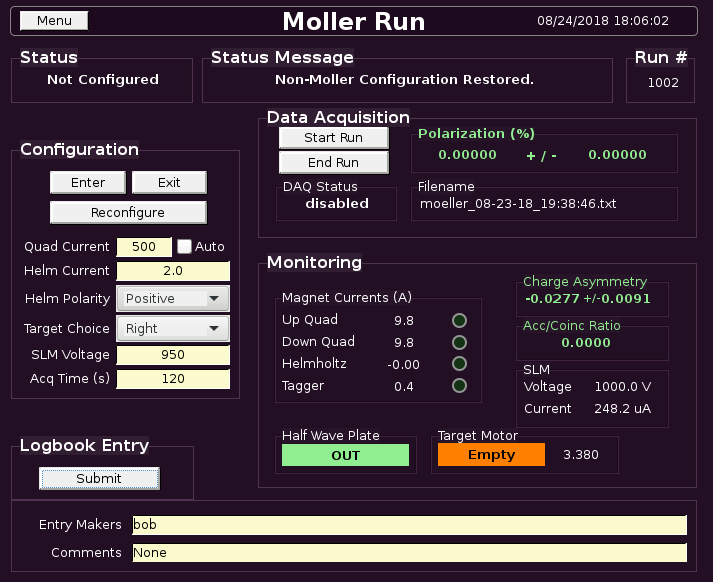 Menu
Moller Run
08/24/2018 18:06:02
Status
Not Configured
Status Message
Non-Moller Configuration Restored.
Run #
1002
Configuration
Enter
Exit
Reconfigure
Quad Current 500 Auto
Helm Current 2.0
Helm Polarity Positive
Target Choice Right
SLM Voltage 950
Acq Time (s) 120
Data Acquisition
Start Run
End Run
Polarization (%)
0.00000 + / - 0.00000
DAQ Status
disabled
Filename
moeller_08-23-18_19:38:46.txt
Monitoring
Magnet Currents (A)
Up Quad 9.8
Down Quad 9.8
Helmholtz -0.00
Tagger 0.4
Charge Asymmetry
-0.0277 +/-0.0091
Acc/Coinc Ratio
0.0000
SLM
Voltage 1000.0 V
Current 248.2 uA
Half Wave Plate
OUT
Target Motor
Empty 3.380
Logbook Entry
Submit
Entry Makers bob
Comments None